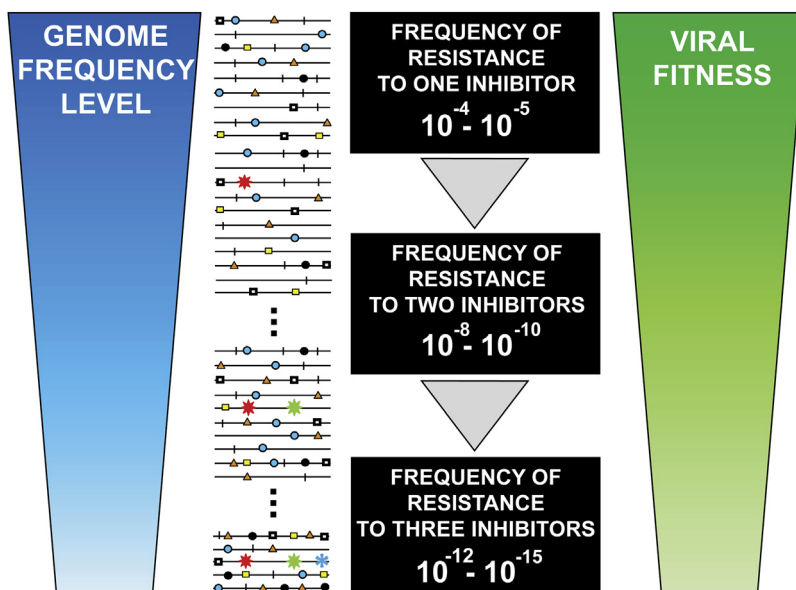 GENOME
FREQUENCY
LEVEL
FREQUENCY OF
RESISTANCE
TO ONE INHIBITOR
10⁻⁴- 10⁻⁵
VIRAL
FITNESS
FREQUENCY OF
RESISTANCE
TO TWO INHIBITORS
10⁻⁸- 10⁻¹⁰
FREQUENCY OF
RESISTANCE
TO THREE INHIBITORS
10⁻¹²- 10⁻¹⁵